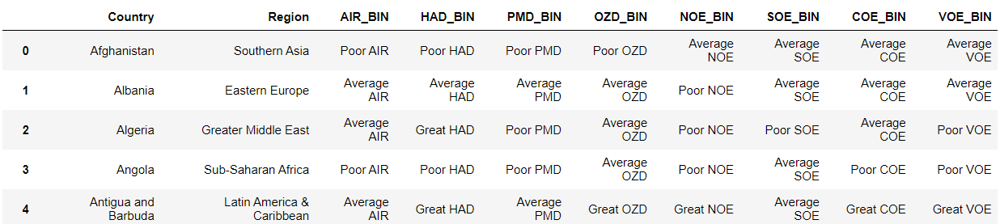 Country Region AIR_BIN HAD_BIN PMD_BIN OZD_BIN NOE_BIN SOE_BIN COE_BIN VOE_BIN
0 Afghanistan Southern Asia Poor AIR Poor HAD Poor PMD Poor OZD Average NOE Average SOE Average COE Average VOE
1 Albania Eastern Europe Average AIR Average HAD Average PMD Average OZD Poor NOE Average SOE Average COE Average VOE
2 Algeria Greater Middle East Average AIR Great HAD Poor PMD Average OZD Poor NOE Poor SOE Average COE Poor VOE
3 Angola Sub-Saharan Africa Poor AIR Poor HAD Poor PMD Average OZD Poor NOE Average SOE Poor COE Poor VOE
4 Antigua and Barbuda Latin America & Caribbean Average AIR Great HAD Average PMD Great OZD Great NOE Average SOE Great COE Great VOE